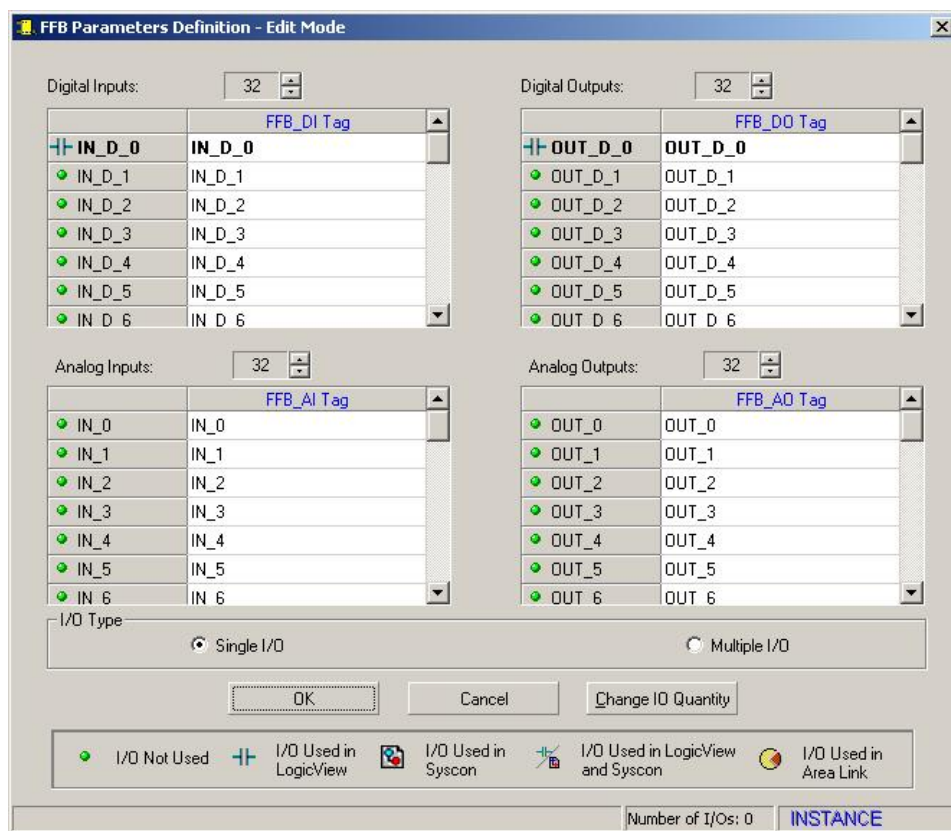 FFB Parameters Definition - Edit Mode
Digital Inputs: 32
FFB_DI Tag
IN_D_0 IN_D_0
IN_D_1 IN_D_1
IN_D_2 IN_D_2
IN_D_3 IN_D_3
IN_D_4 IN_D_4
IN_D_5 IN_D_5
IN_D_6 IN_D_6
Digital Outputs: 32
FFB_DO Tag
OUT_D_0 OUT_D_0
OUT_D_1 OUT_D_1
OUT_D_2 OUT_D_2
OUT_D_3 OUT_D_3
OUT_D_4 OUT_D_4
OUT_D_5 OUT_D_5
OUT_D_6 OUT_D_6
Analog Inputs: 32
FFB_AI Tag
IN_0 IN_0
IN_1 IN_1
IN_2 IN_2
IN_3 IN_3
IN_4 IN_4
IN_5 IN_5
IN_6 IN_6
Analog Outputs: 32
FFB_AO Tag
OUT_0 OUT_0
OUT_1 OUT_1
OUT_2 OUT_2
OUT_3 OUT_3
OUT_4 OUT_4
OUT_5 OUT_5
OUT_6 OUT_6
I/O Type
Single I/O
Multiple I/O
OK
Cancel
Change IO Quantity
I/O Not Used
I/O Used in
LogicView
I/O Used in
Syscon
I/O Used in LogicView
and Syscon
I/O Used in
Area Link
Number of I/Os: 0
INSTANCE